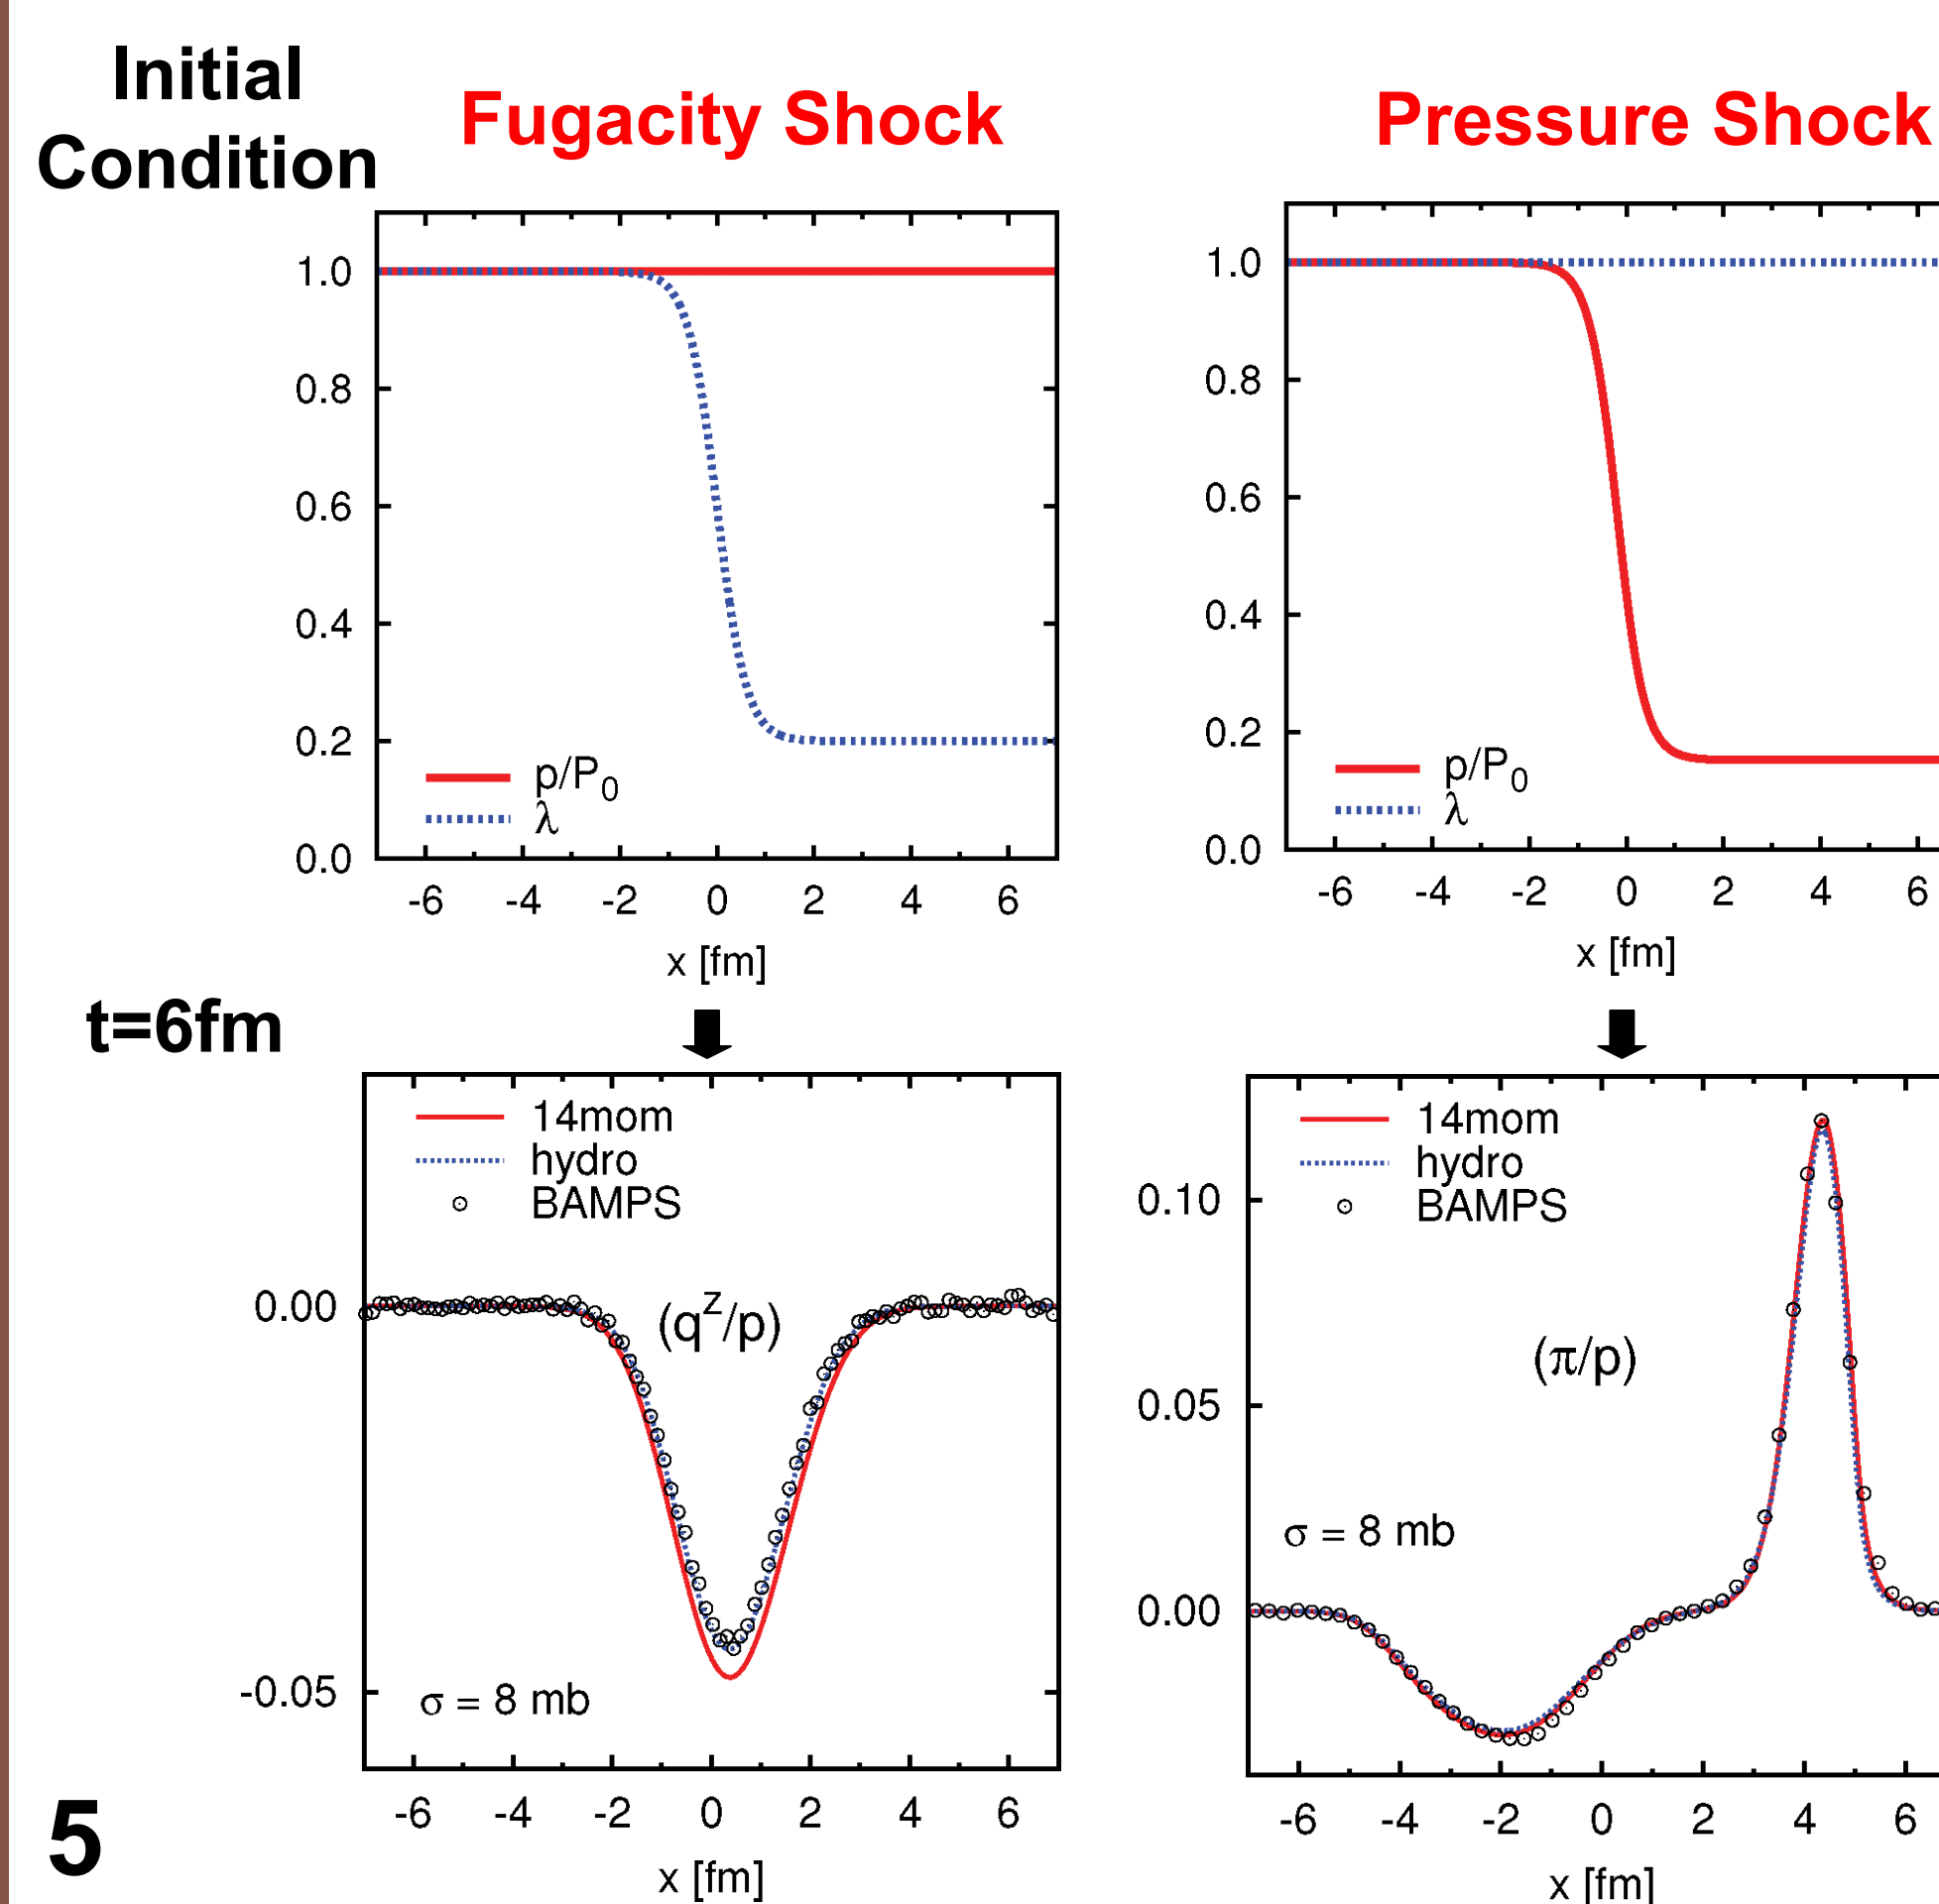 Initial
Condition
Fugacity Shock
Pressure Shock
1.0
0.8
0.6
0.4
0.2
0.0
p/P0
λ
-6 -4 -2 0 2 4 6
x [fm]
1.0
0.8
0.6
0.4
0.2
0.0
p/P0
λ
-6 -4 -2 0 2 4 6
x [fm]
t=6fm
14mom
hydro
BAMPS
0.00
-0.05
(q^z/p)
σ = 8 mb
-6 -4 -2 0 2 4 6
x [fm]
14mom
hydro
BAMPS
0.10
0.05
0.00
(π/p)
σ = 8 mb
-6 -4 -2 0 2 4 6
x [fm]
5